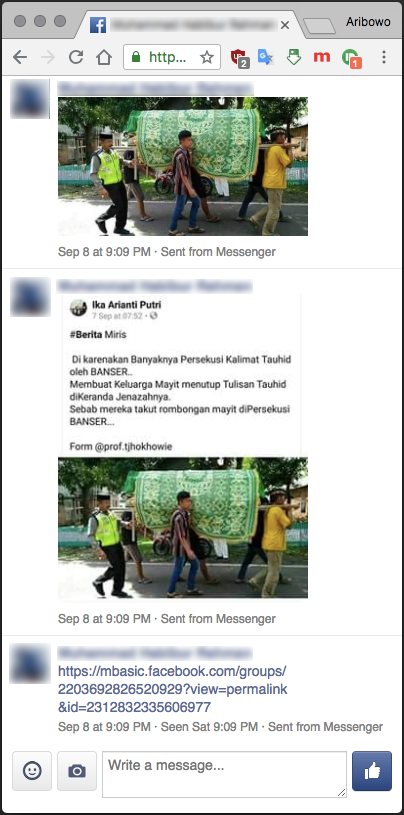 Aribowo
http...
2
1
Sep 8 at 9:09 PM · Sent from Messenger
Ika Arianti Putri
7 Sep at 07:52 •
#Berita Miris
Di karenakan Banyaknya Persekusi Kalimat Tauhid
oleh BANSER..
Membuat Keluarga Mayit menutup Tulisan Tauhid
diKeranda Jenazahnya.
Sebab mereka takut rombongan mayit diPersekusi
BANSER...
Form @prof.tjhokhowie
Sep 8 at 9:09 PM · Sent from Messenger
https://mbasic.facebook.com/groups/
2203692826520929?view=permalink
&id=2312832335606977
Sep 8 at 9:09 PM · Seen Sat 9:09 PM · Sent from Messenger
Write a message...